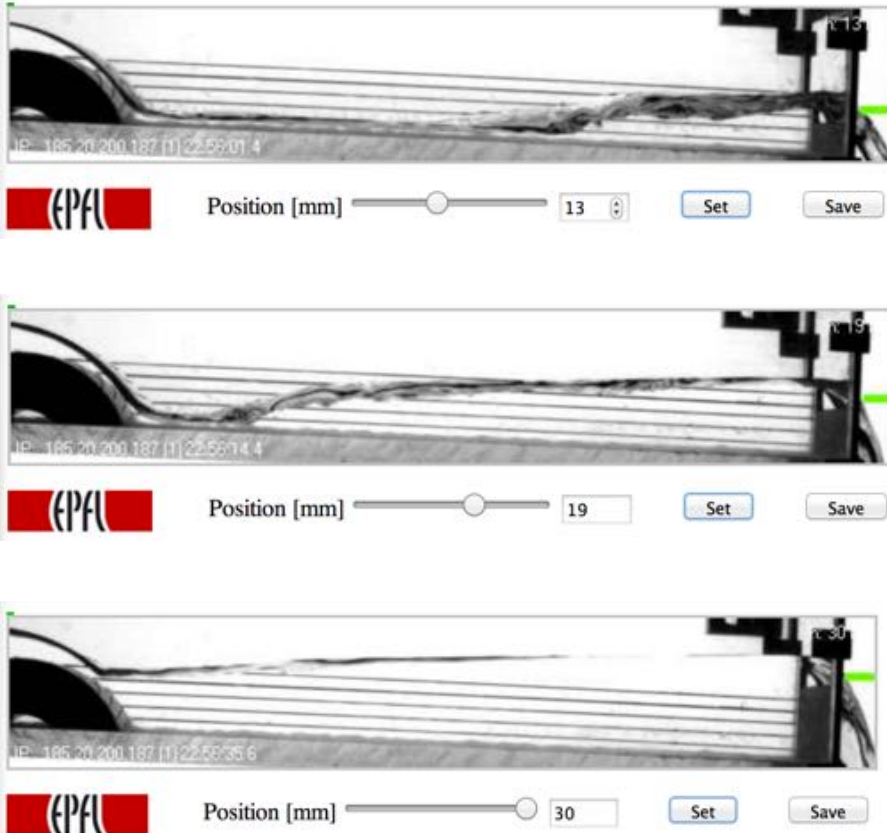 h: 13
IP: 185.20.200.187 [1] 22:56:01.4
EPFL Position [mm] 13 Set Save
h: 19
IP: 185.20.200.187 [1] 22:56:14.4
EPFL Position [mm] 19 Set Save
h: 30
IP: 185.20.200.187 [1] 22:56:35.6
EPFL Position [mm] 30 Set Save